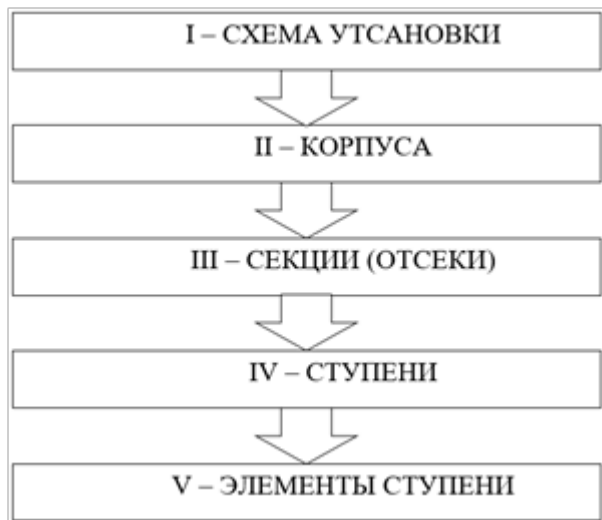 I – СХЕМА УТСАНОВКИ
II – КОРПУСА
III – СЕКЦИИ (ОТСЕКИ)
IV – СТУПЕНИ
V – ЭЛЕМЕНТЫ СТУПЕНИ